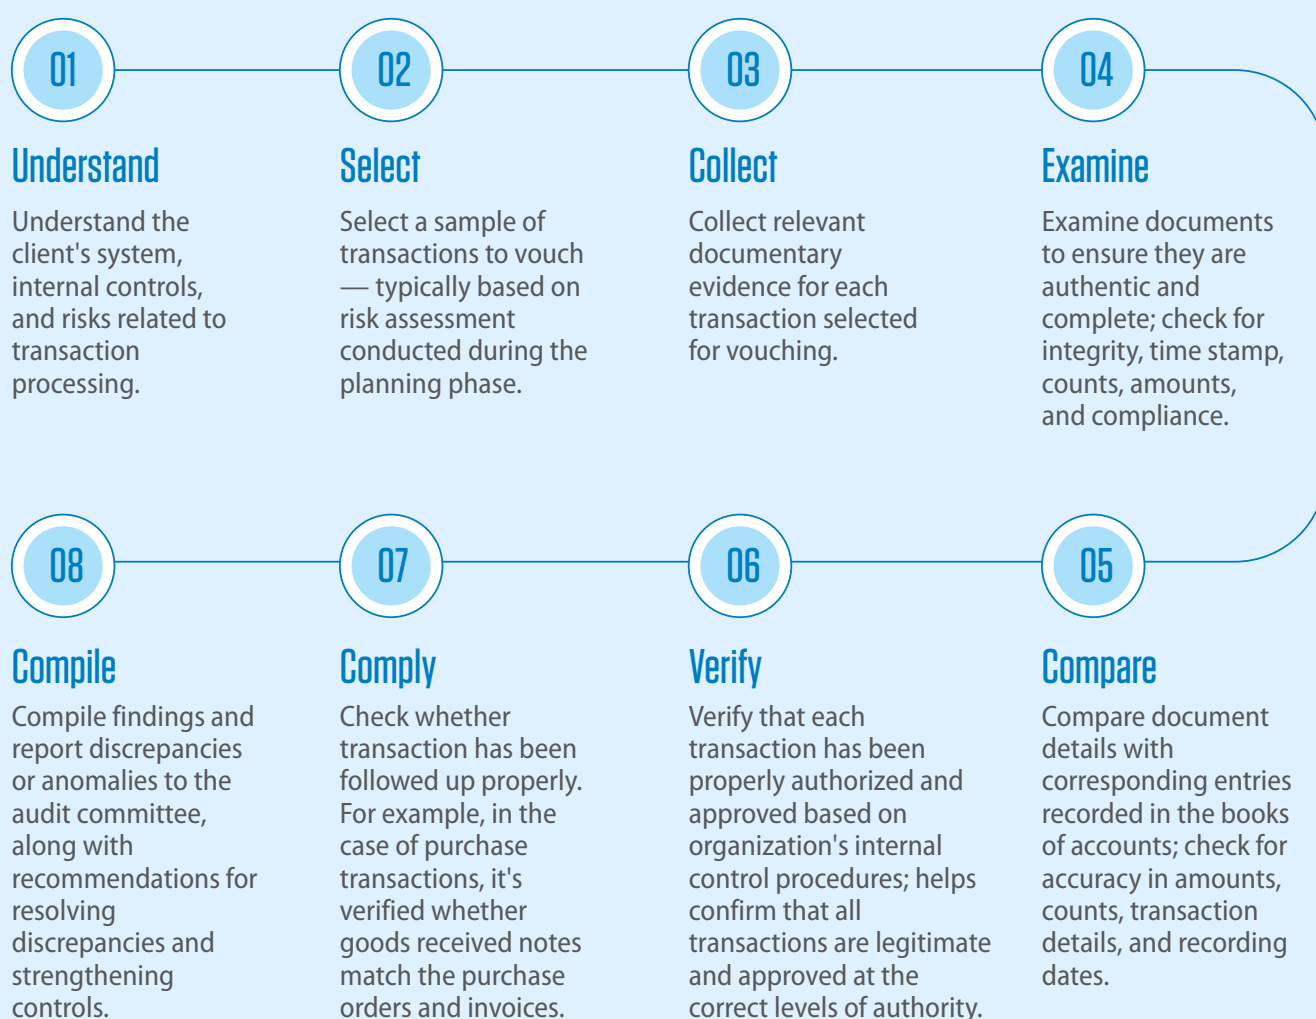 01
Understand
Understand the
client's system,
internal controls,
and risks related to
transaction
processing.
02
Select
Select a sample of
transactions to vouch
— typically based on
risk assessment
conducted during the
planning phase.
03
Collect
Collect relevant
documentary
evidence for each
transaction selected
for vouching.
04
Examine
Examine documents
to ensure they are
authentic and
complete; check for
integrity, time stamp,
counts, amounts,
and compliance.
05
Compare
Compare document
details with
corresponding entries
recorded in the books
of accounts; check for
accuracy in amounts,
counts, transaction
details, and recording
dates.
06
Verify
Verify that each
transaction has been
properly authorized and
approved based on
organization's internal
control procedures; helps
confirm that all
transactions are legitimate
and approved at the
correct levels of authority.
07
Comply
Check whether
transaction has been
followed up properly.
For example, in the
case of purchase
transactions, it's
verified whether
goods received notes
match the purchase
orders and invoices.
08
Compile
Compile findings and
report discrepancies
or anomalies to the
audit committee,
along with
recommendations for
resolving
discrepancies and
strengthening
controls.